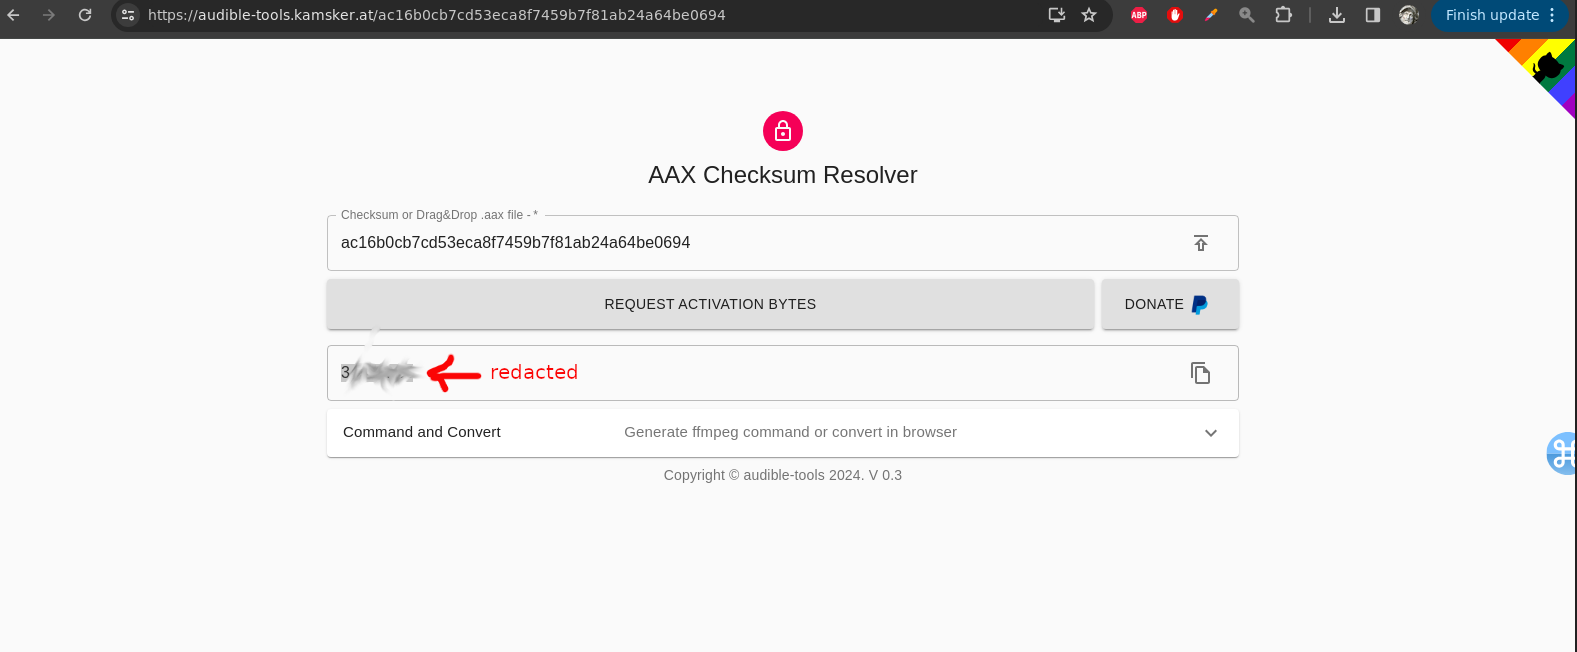 https://audible-tools.kamsker.at/ac16b0cb7cd53eca8f7459b7f81ab24a64be0694
ABP
Finish update
AAX Checksum Resolver
Checksum or Drag&Drop .aax file - *
ac16b0cb7cd53eca8f7459b7f81ab24a64be0694
REQUEST ACTIVATION BYTES
DONATE
3
redacted
Command and Convert
Generate ffmpeg command or convert in browser
Copyright © audible-tools 2024. V 0.3